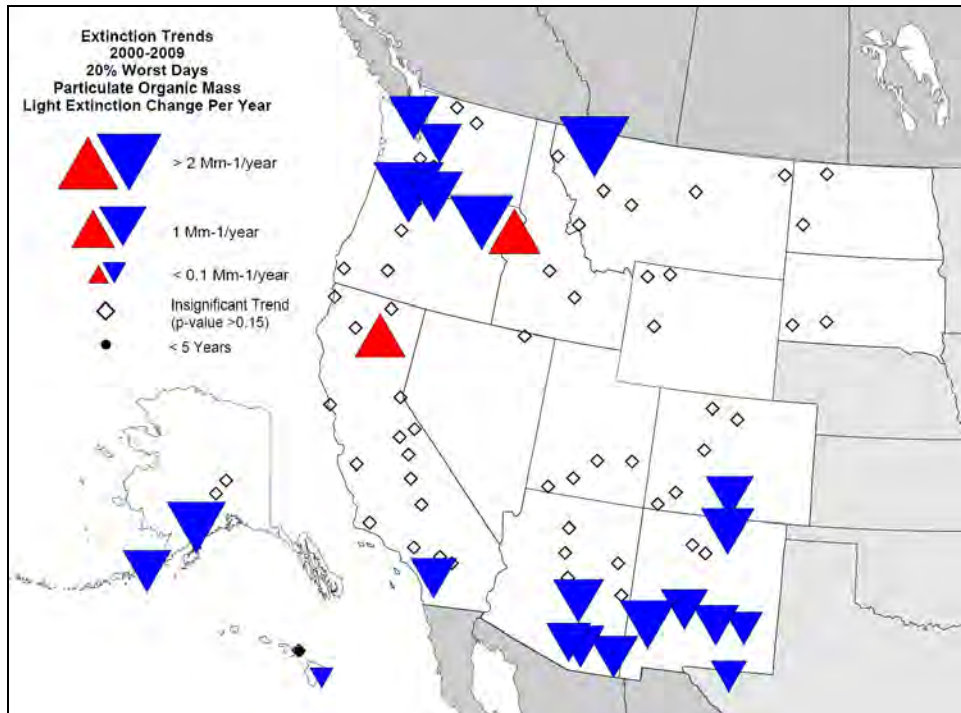 Extinction Trends
2000-2009
20% Worst Days
Particulate Organic Mass
Light Extinction Change Per Year
> 2 Mm-1/year
1 Mm-1/year
< 0.1 Mm-1/year
Insignificant Trend
(p-value >0.15)
< 5 Years